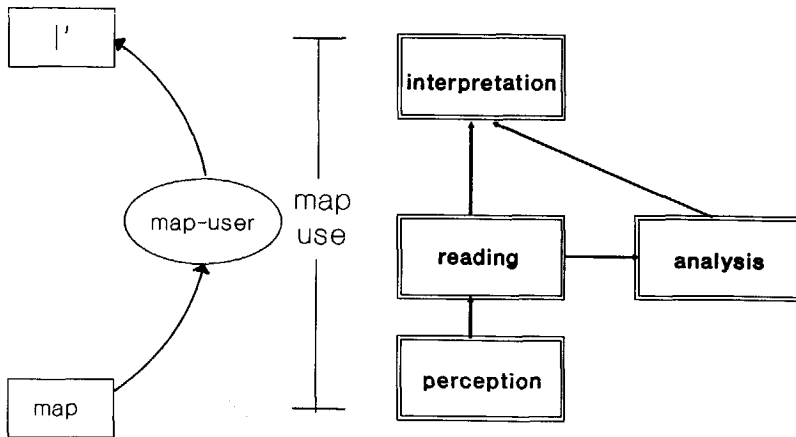 I'
interpretation
map-user
map
use
reading
analysis
map
perception